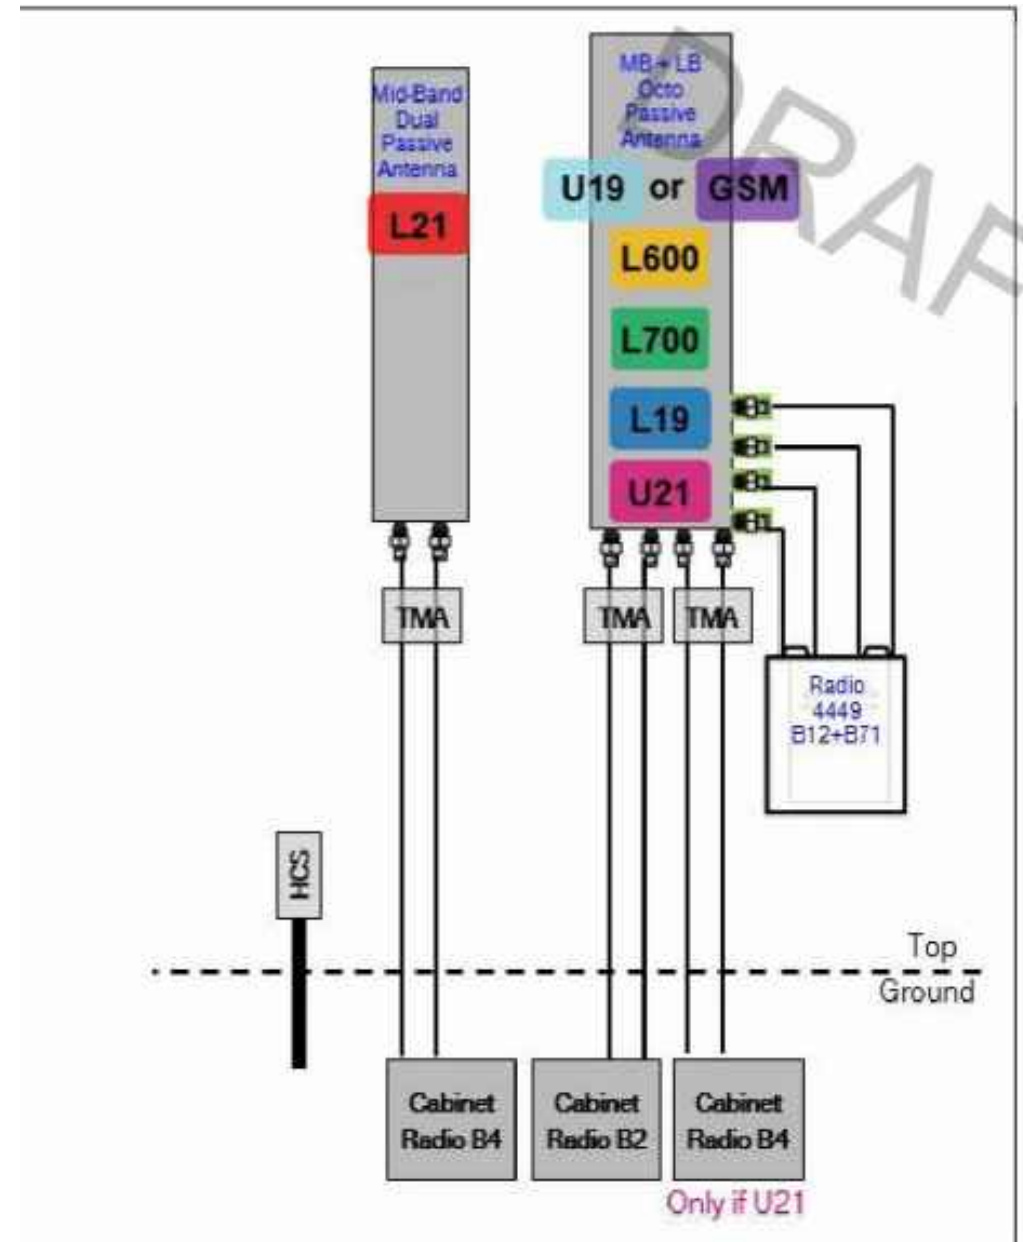 Mid-Band
Dual
Passive
Antenna
L21
MB + LB
Octo
Passive
Antenna
U19 or GSM
L600
L700
L19
U21
DRAF
TMA
TMA
TMA
Radio
4449
B12+B71
HCS
Top
Ground
Cabinet
Radio B4
Cabinet
Radio B2
Cabinet
Radio B4
Only if U21